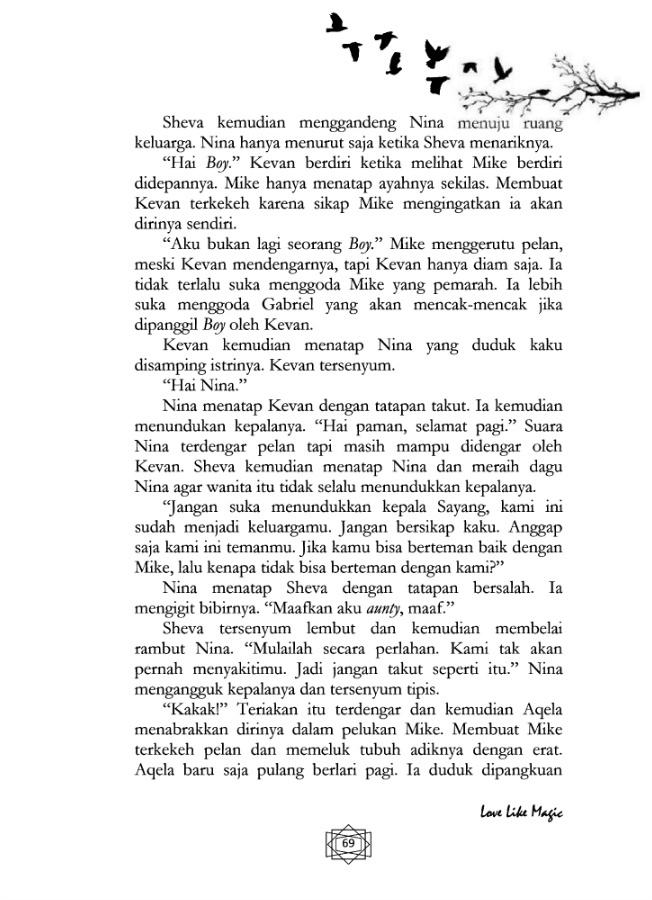 Sheva kemudian menggandeng Nina menuju ruang
keluarga. Nina hanya menurut saja ketika Sheva menariknya.
“Hai Boy.” Kevan berdiri ketika melihat Mike berdiri
didepannya. Mike hanya menatap ayahnya sekilas. Membuat
Kevan terkekeh karena sikap Mike mengingatkan ia akan
dirinya sendiri.
“Aku bukan lagi seorang Boy.” Mike menggerutu pelan,
meski Kevan mendengarnya, tapi Kevan hanya diam saja. Ia
tidak terlalu suka menggoda Mike yang pemarah. Ia lebih
suka menggoda Gabriel yang akan mencak-mencak jika
dipanggil Boy oleh Kevan.
Kevan kemudian menatap Nina yang duduk kaku
disamping istrinya. Kevan tersenyum.
“Hai Nina.”
Nina menatap Kevan dengan tatapan takut. Ia kemudian
menundukan kepalanya. “Hai paman, selamat pagi.” Suara
Nina terdengar pelan tapi masih mampu didengar oleh
Kevan. Sheva kemudian menatap Nina dan meraih dagu
Nina agar wanita itu tidak selalu menundukkan kepalanya.
“Jangan suka menundukkan kepala Sayang, kami ini
sudah menjadi keluargamu. Jangan bersikap kaku. Anggap
saja kami ini temanmu. Jika kamu bisa berteman baik dengan
Mike, lalu kenapa tidak bisa berteman dengan kami?”
Nina menatap Sheva dengan tatapan bersalah. Ia
mengigit bibirnya. “Maafkan aku aunty, maaf.”
Sheva tersenyum lembut dan kemudian membelai
rambut Nina. “Mulailah secara perlahan. Kami tak akan
pernah menyakitimu. Jadi jangan takut seperti itu.” Nina
mengangguk kepalanya dan tersenyum tipis.
“Kakak!” Teriakan itu terdengar dan kemudian Aqela
menabrakkan dirinya dalam pelukan Mike. Membuat Mike
terkekeh pelan dan memeluk tubuh adiknya dengan erat.
Aqela baru saja pulang berlari pagi. Ia duduk dipangkuan
Love Like Magic
69